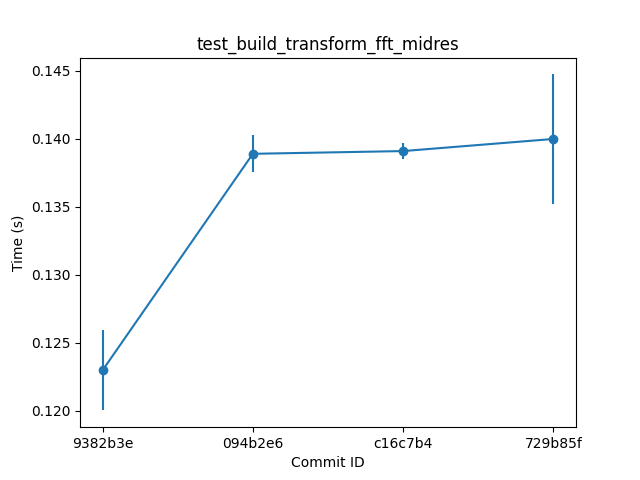 test_build_transform_fft_midres
0.145
0.140
0.135
0.130
0.125
0.120
Time (s)
9382b3e 094b2e6 c16c7b4 729b85f
Commit ID